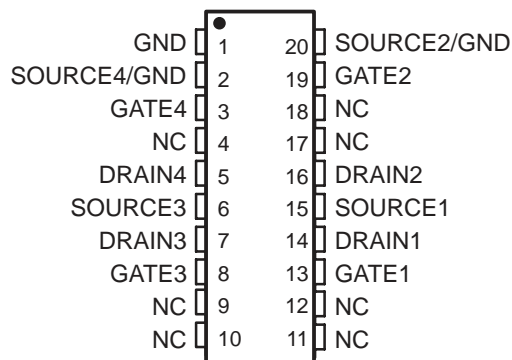 GND 1 20 SOURCE2/GND
SOURCE4/GND 2 19 GATE2
GATE4 3 18 NC
NC 4 17 NC
DRAIN4 5 16 DRAIN2
SOURCE3 6 15 SOURCE1
DRAIN3 7 14 DRAIN1
GATE3 8 13 GATE1
NC 9 12 NC
NC 10 11 NC